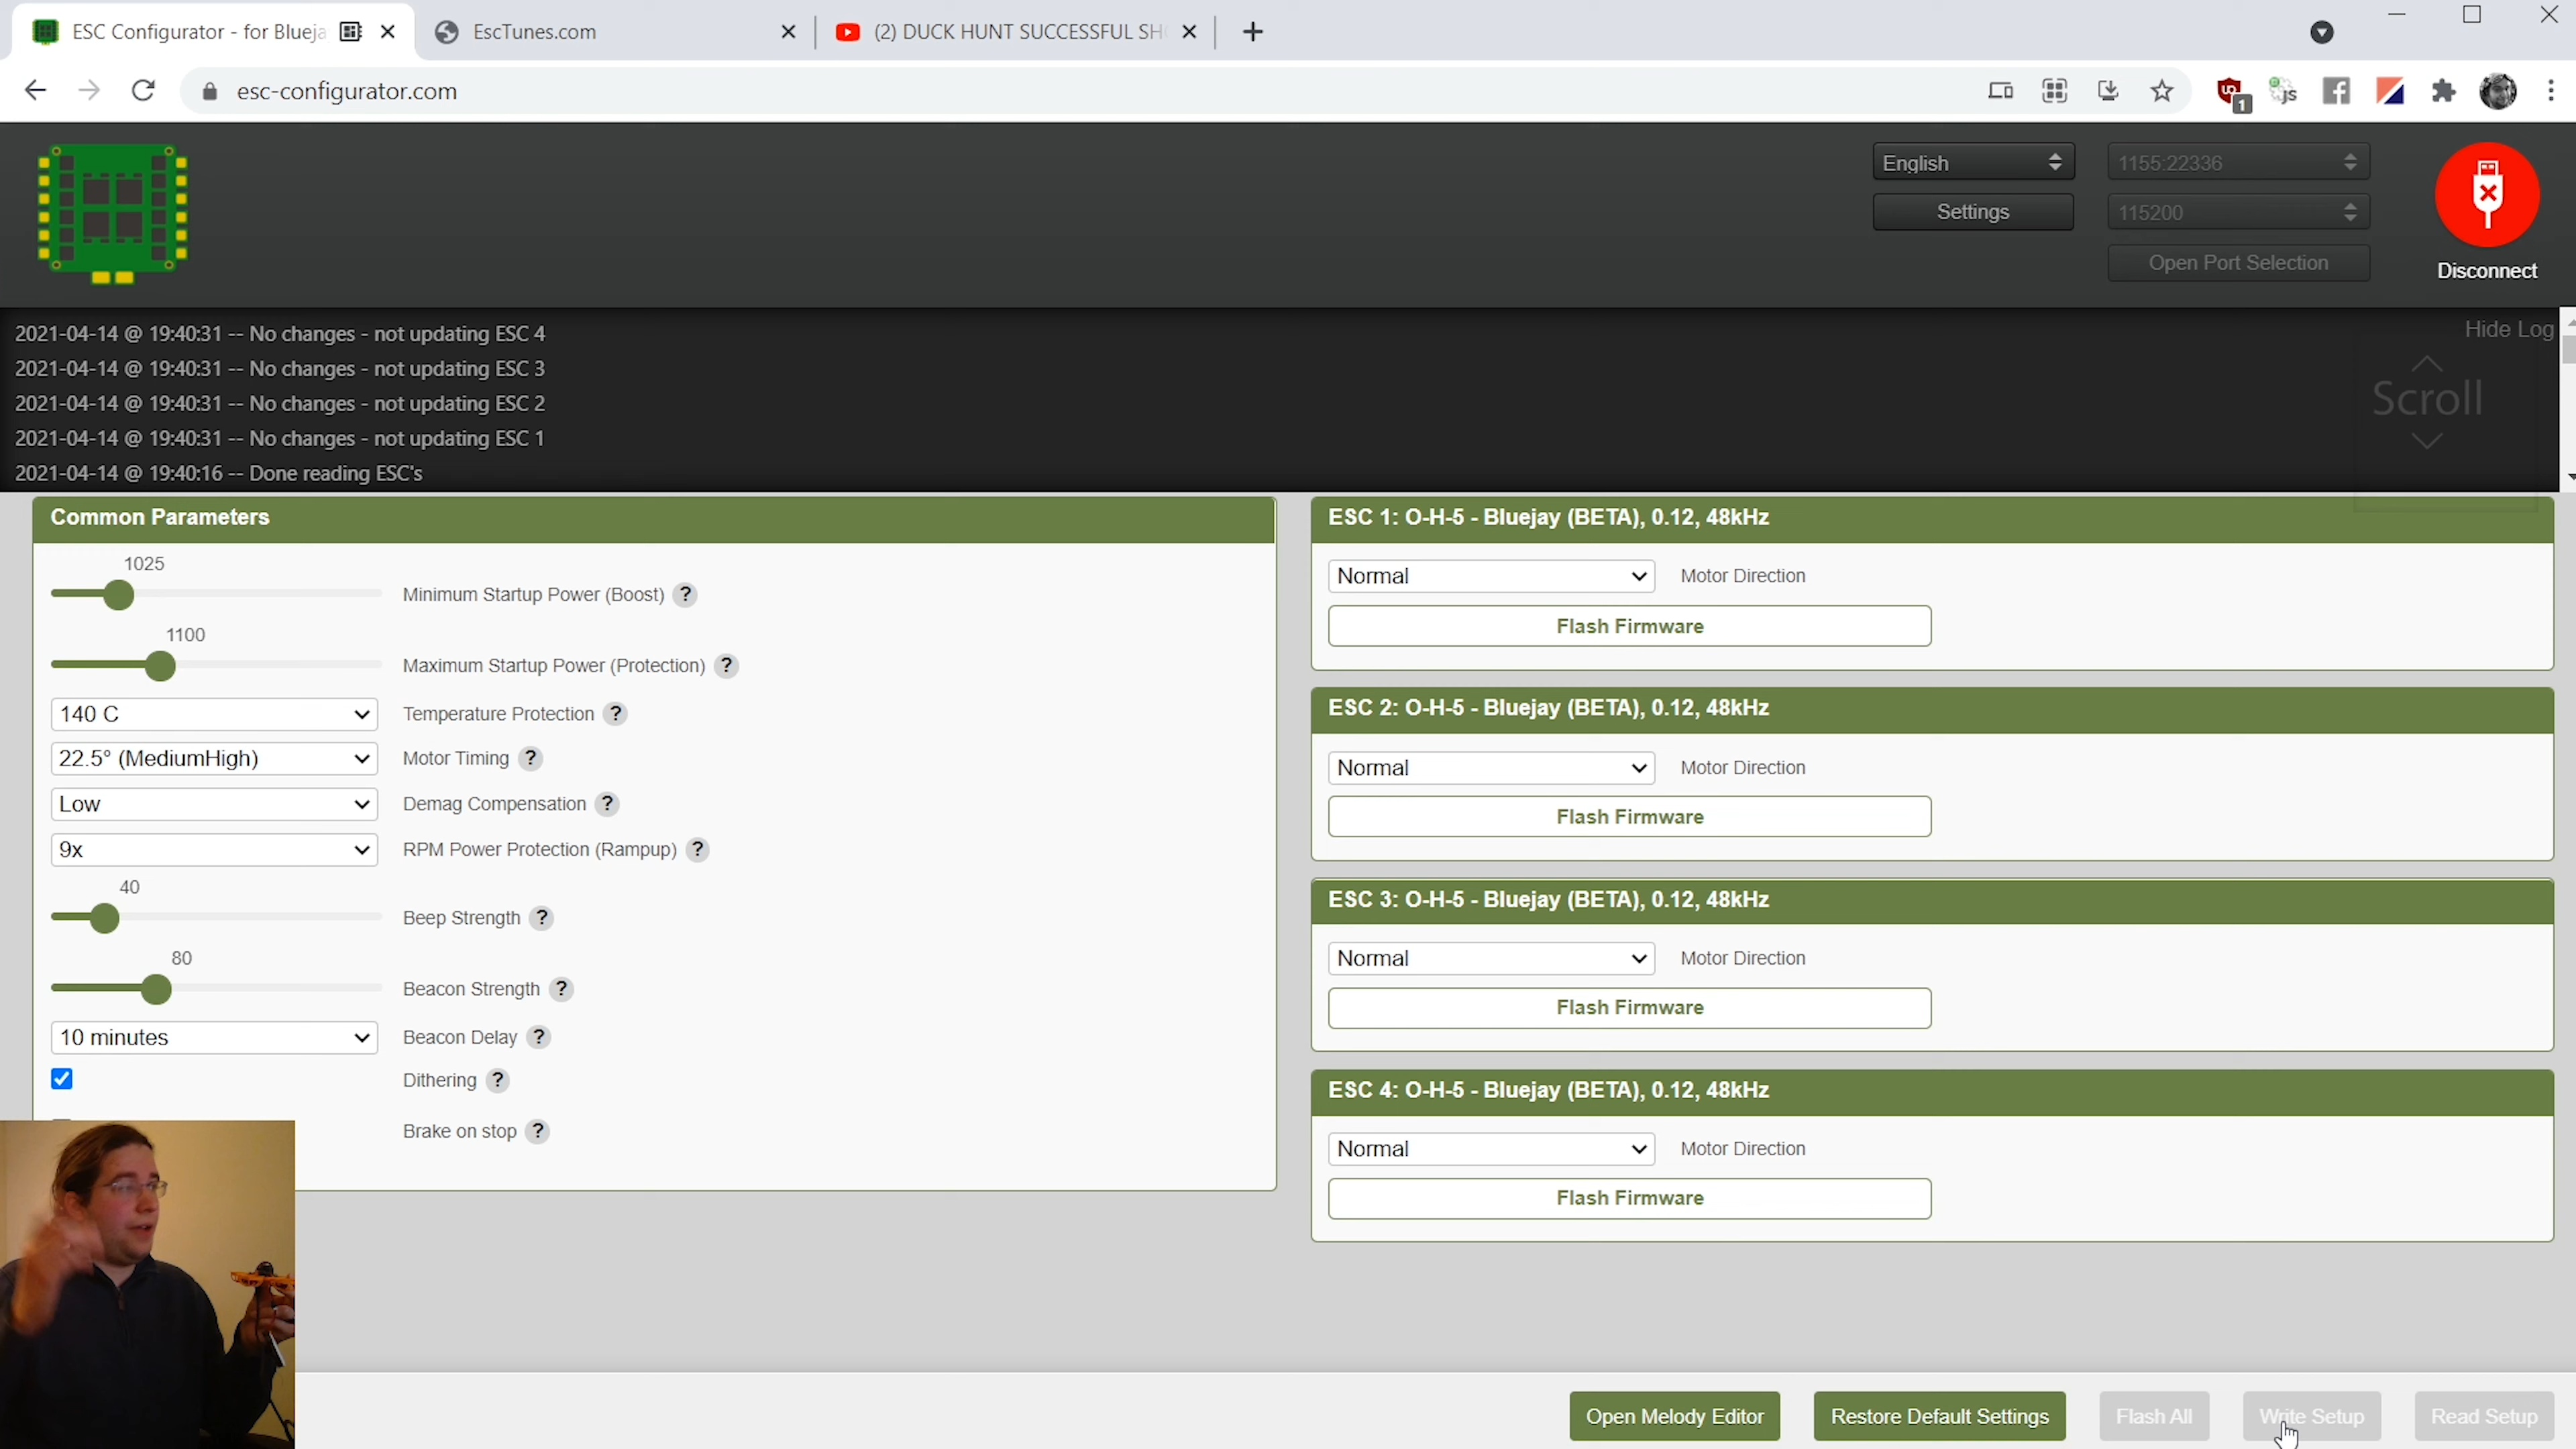 ESC Configurator - for Blueja
EscTunes.com
(2) DUCK HUNT SUCCESSFUL SH
esc-configurator.com
1
js
English
1155:22336
Settings
115200
Open Port Selection
Disconnect
2021-04-14 @ 19:40:31 -- No changes - not updating ESC 4
Hide Log
2021-04-14 @ 19:40:31 -- No changes - not updating ESC 3
2021-04-14 @ 19:40:31 -- No changes - not updating ESC 2
Scroll
2021-04-14 @ 19:40:31 -- No changes - not updating ESC 1
2021-04-14 @ 19:40:16 -- Done reading ESC's
Common Parameters
1025
Minimum Startup Power (Boost) ?
1100
Maximum Startup Power (Protection) ?
140 C Temperature Protection ?
22.5° (MediumHigh) Motor Timing ?
Low Demag Compensation ?
9x RPM Power Protection (Rampup) ?
40
Beep Strength ?
80
Beacon Strength ?
10 minutes Beacon Delay ?
Dithering ?
Brake on stop ?
ESC 1: O-H-5 - Bluejay (BETA), 0.12, 48kHz
Normal Motor Direction
Flash Firmware
ESC 2: O-H-5 - Bluejay (BETA), 0.12, 48kHz
Normal Motor Direction
Flash Firmware
ESC 3: O-H-5 - Bluejay (BETA), 0.12, 48kHz
Normal Motor Direction
Flash Firmware
ESC 4: O-H-5 - Bluejay (BETA), 0.12, 48kHz
Normal Motor Direction
Flash Firmware
Open Melody Editor
Restore Default Settings
Flash All
Write Setup
Read Setup